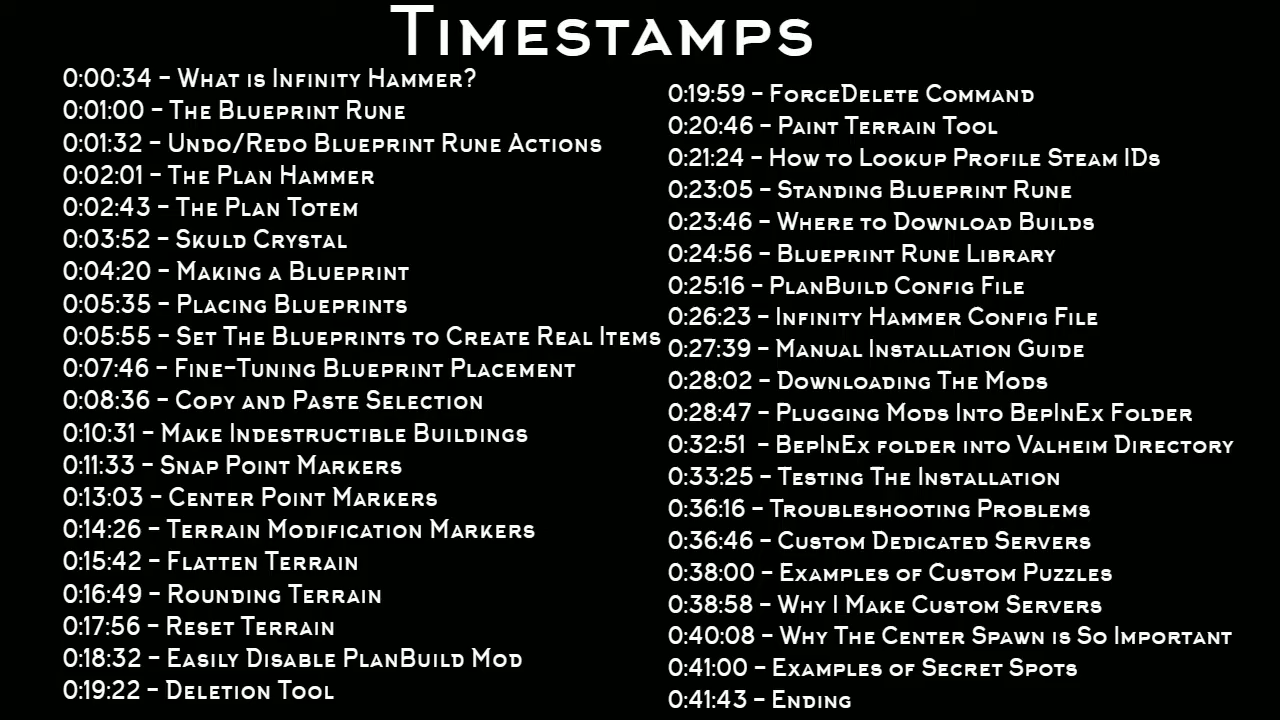 Timestamps
0:00:34 - What is Infinity Hammer?
0:01:00 - The Blueprint Rune
0:01:32 - Undo/Redo Blueprint Rune Actions
0:02:01 - The Plan Hammer
0:02:43 - The Plan Totem
0:03:52 - Skuld Crystal
0:04:20 - Making a Blueprint
0:05:35 - Placing Blueprints
0:05:55 - Set The Blueprints to Create Real Items
0:07:46 - Fine-Tuning Blueprint Placement
0:08:36 - Copy and Paste Selection
0:10:31 - Make Indestructible Buildings
0:11:33 - Snap Point Markers
0:13:03 - Center Point Markers
0:14:26 - Terrain Modification Markers
0:15:42 - Flatten Terrain
0:16:49 - Rounding Terrain
0:17:56 - Reset Terrain
0:18:32 - Easily Disable PlanBuild Mod
0:19:22 - Deletion Tool
0:19:59 - ForceDelete Command
0:20:46 - Paint Terrain Tool
0:21:24 - How to Lookup Profile Steam IDs
0:23:05 - Standing Blueprint Rune
0:23:46 - Where to Download Builds
0:24:56 - Blueprint Rune Library
0:25:16 - PlanBuild Config File
0:26:23 - Infinity Hammer Config File
0:27:39 - Manual Installation Guide
0:28:02 - Downloading The Mods
0:28:47 - Plugging Mods Into BepInEx Folder
0:32:51 - BepInEx folder into Valheim Directory
0:33:25 - Testing The Installation
0:36:16 - Troubleshooting Problems
0:36:46 - Custom Dedicated Servers
0:38:00 - Examples of Custom Puzzles
0:38:58 - Why I Make Custom Servers
0:40:08 - Why The Center Spawn is So Important
0:41:00 - Examples of Secret Spots
0:41:43 - Ending